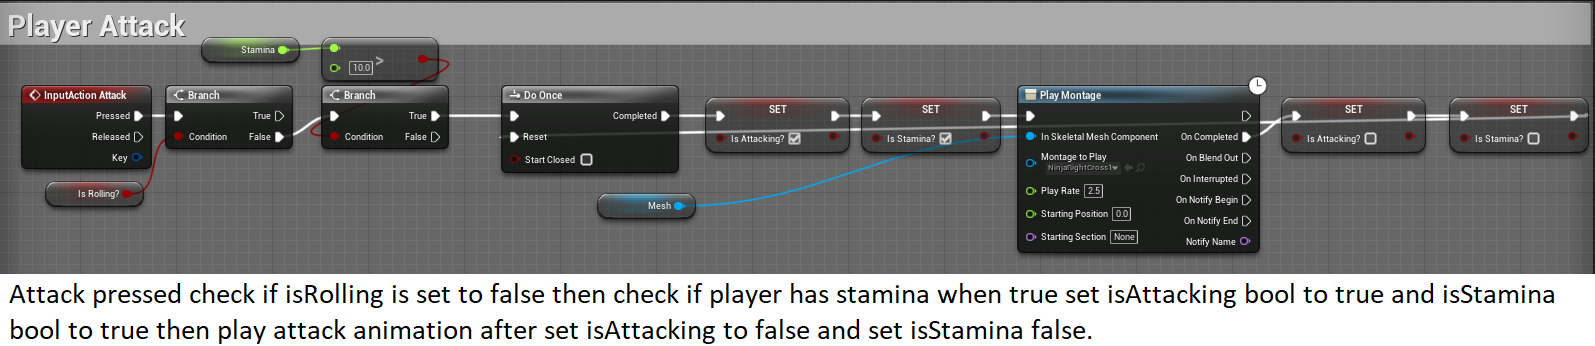 Player Attack
Stamina
10.0 >
InputAction Attack
Pressed
Released
Key
Branch
True
Condition False
Branch
True
Condition False
Do Once
Completed
Reset
Start Closed
SET
Is Attacking?
SET
Is Stamina?
Play Montage
In Skeletal Mesh Component On Completed
Montage to Play On Blend Out
On Interrupted
Play Rate 2.5 On Notify Begin
Starting Position 0.0 On Notify End
Starting Section None Notify Name
SET
Is Attacking?
SET
Is Stamina?
Is Rolling?
Mesh
Attack pressed check if isRolling is set to false then check if player has stamina when true set isAttacking bool to true and isStamina
bool to true then play attack animation after set isAttacking to false and set isStamina false.